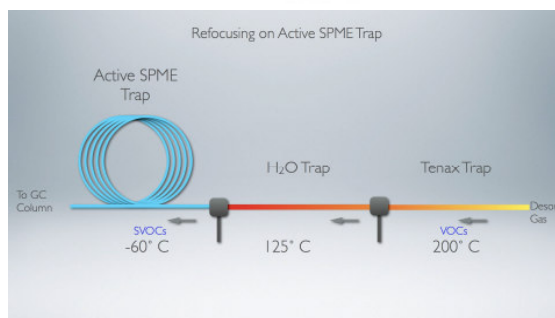 Refocusing on Active SPME Trap
Active SPME
Trap
H₂O Trap
Tenax Trap
To GC
Column
Gas
SVOCs
VOCs
-60° C
125° C
200° C